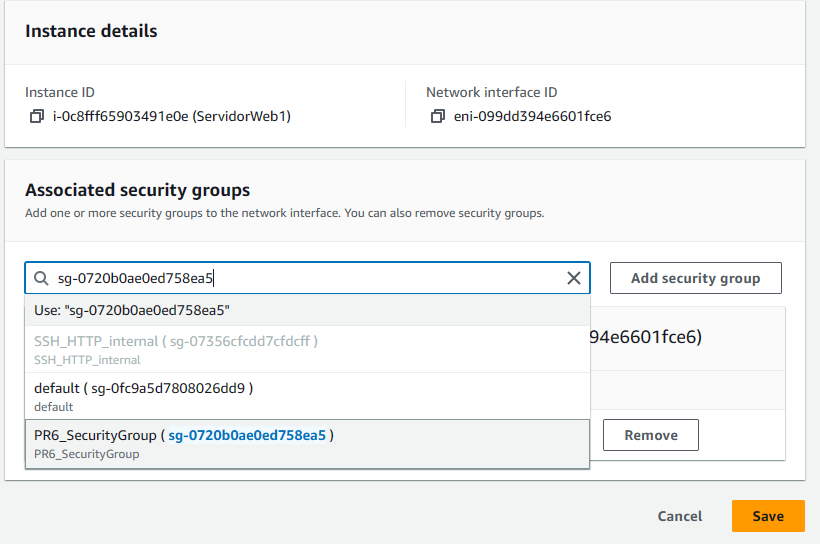 Instance details
Instance ID
Network interface ID
i-0c8fff65903491e0e (ServidorWeb1)
eni-099dd394e6601fce6
Associated security groups
Add one or more security groups to the network interface. You can also remove security groups.
sg-0720b0ae0ed758ea5
Add security group
Use: "sg-0720b0ae0ed758ea5"
94e6601fce6)
SSH_HTTP_internal ( sg-07356cfcdd7cfdcff )
SSH_HTTP_internal
default ( sg-0fc9a5d7808026dd9 )
default
PR6_SecurityGroup ( sg-0720b0ae0ed758ea5 )
PR6_SecurityGroup
Remove
Cancel
Save